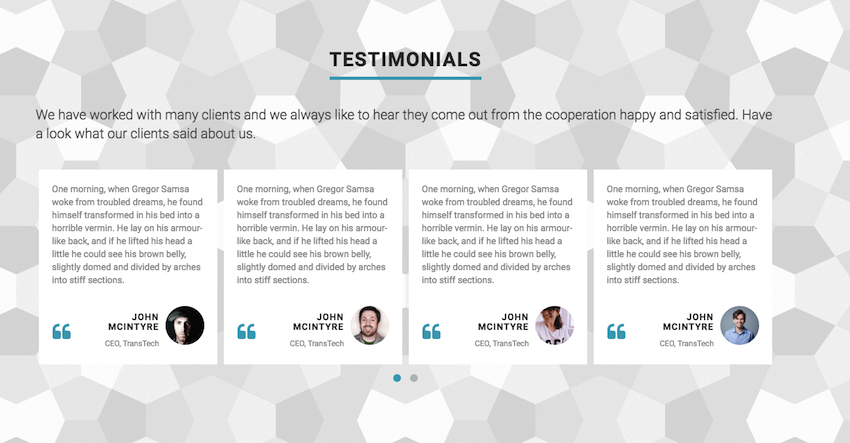 TESTIMONIALS
We have worked with many clients and we always like to hear they come out from the cooperation happy and satisfied. Have
a look what our clients said about us.
One morning, when Gregor Samsa
woke from troubled dreams, he found
himself transformed in his bed into a
horrible vermin. He lay on his armour-
like back, and if he lifted his head a
little he could see his brown belly,
slightly domed and divided by arches
into stiff sections.
JOHN
MCINTYRE
CEO, TransTech
One morning, when Gregor Samsa
woke from troubled dreams, he found
himself transformed in his bed into a
horrible vermin. He lay on his armour-
like back, and if he lifted his head a
little he could see his brown belly,
slightly domed and divided by arches
into stiff sections.
JOHN
MCINTYRE
CEO, TransTech
One morning, when Gregor Samsa
woke from troubled dreams, he found
himself transformed in his bed into a
horrible vermin. He lay on his armour-
like back, and if he lifted his head a
little he could see his brown belly,
slightly domed and divided by arches
into stiff sections.
JOHN
MCINTYRE
CEO, TransTech
One morning, when Gregor Samsa
woke from troubled dreams, he found
himself transformed in his bed into a
horrible vermin. He lay on his armour-
like back, and if he lifted his head a
little he could see his brown belly,
slightly domed and divided by arches
into stiff sections.
JOHN
MCINTYRE
CEO, TransTech